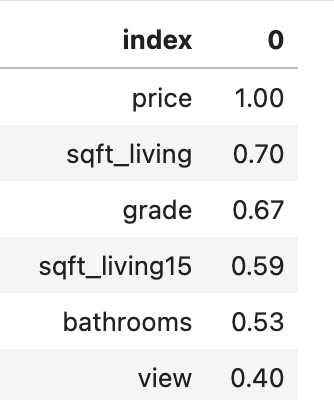 index 0
price 1.00
sqft_living 0.70
grade 0.67
sqft_living15 0.59
bathrooms 0.53
view 0.40